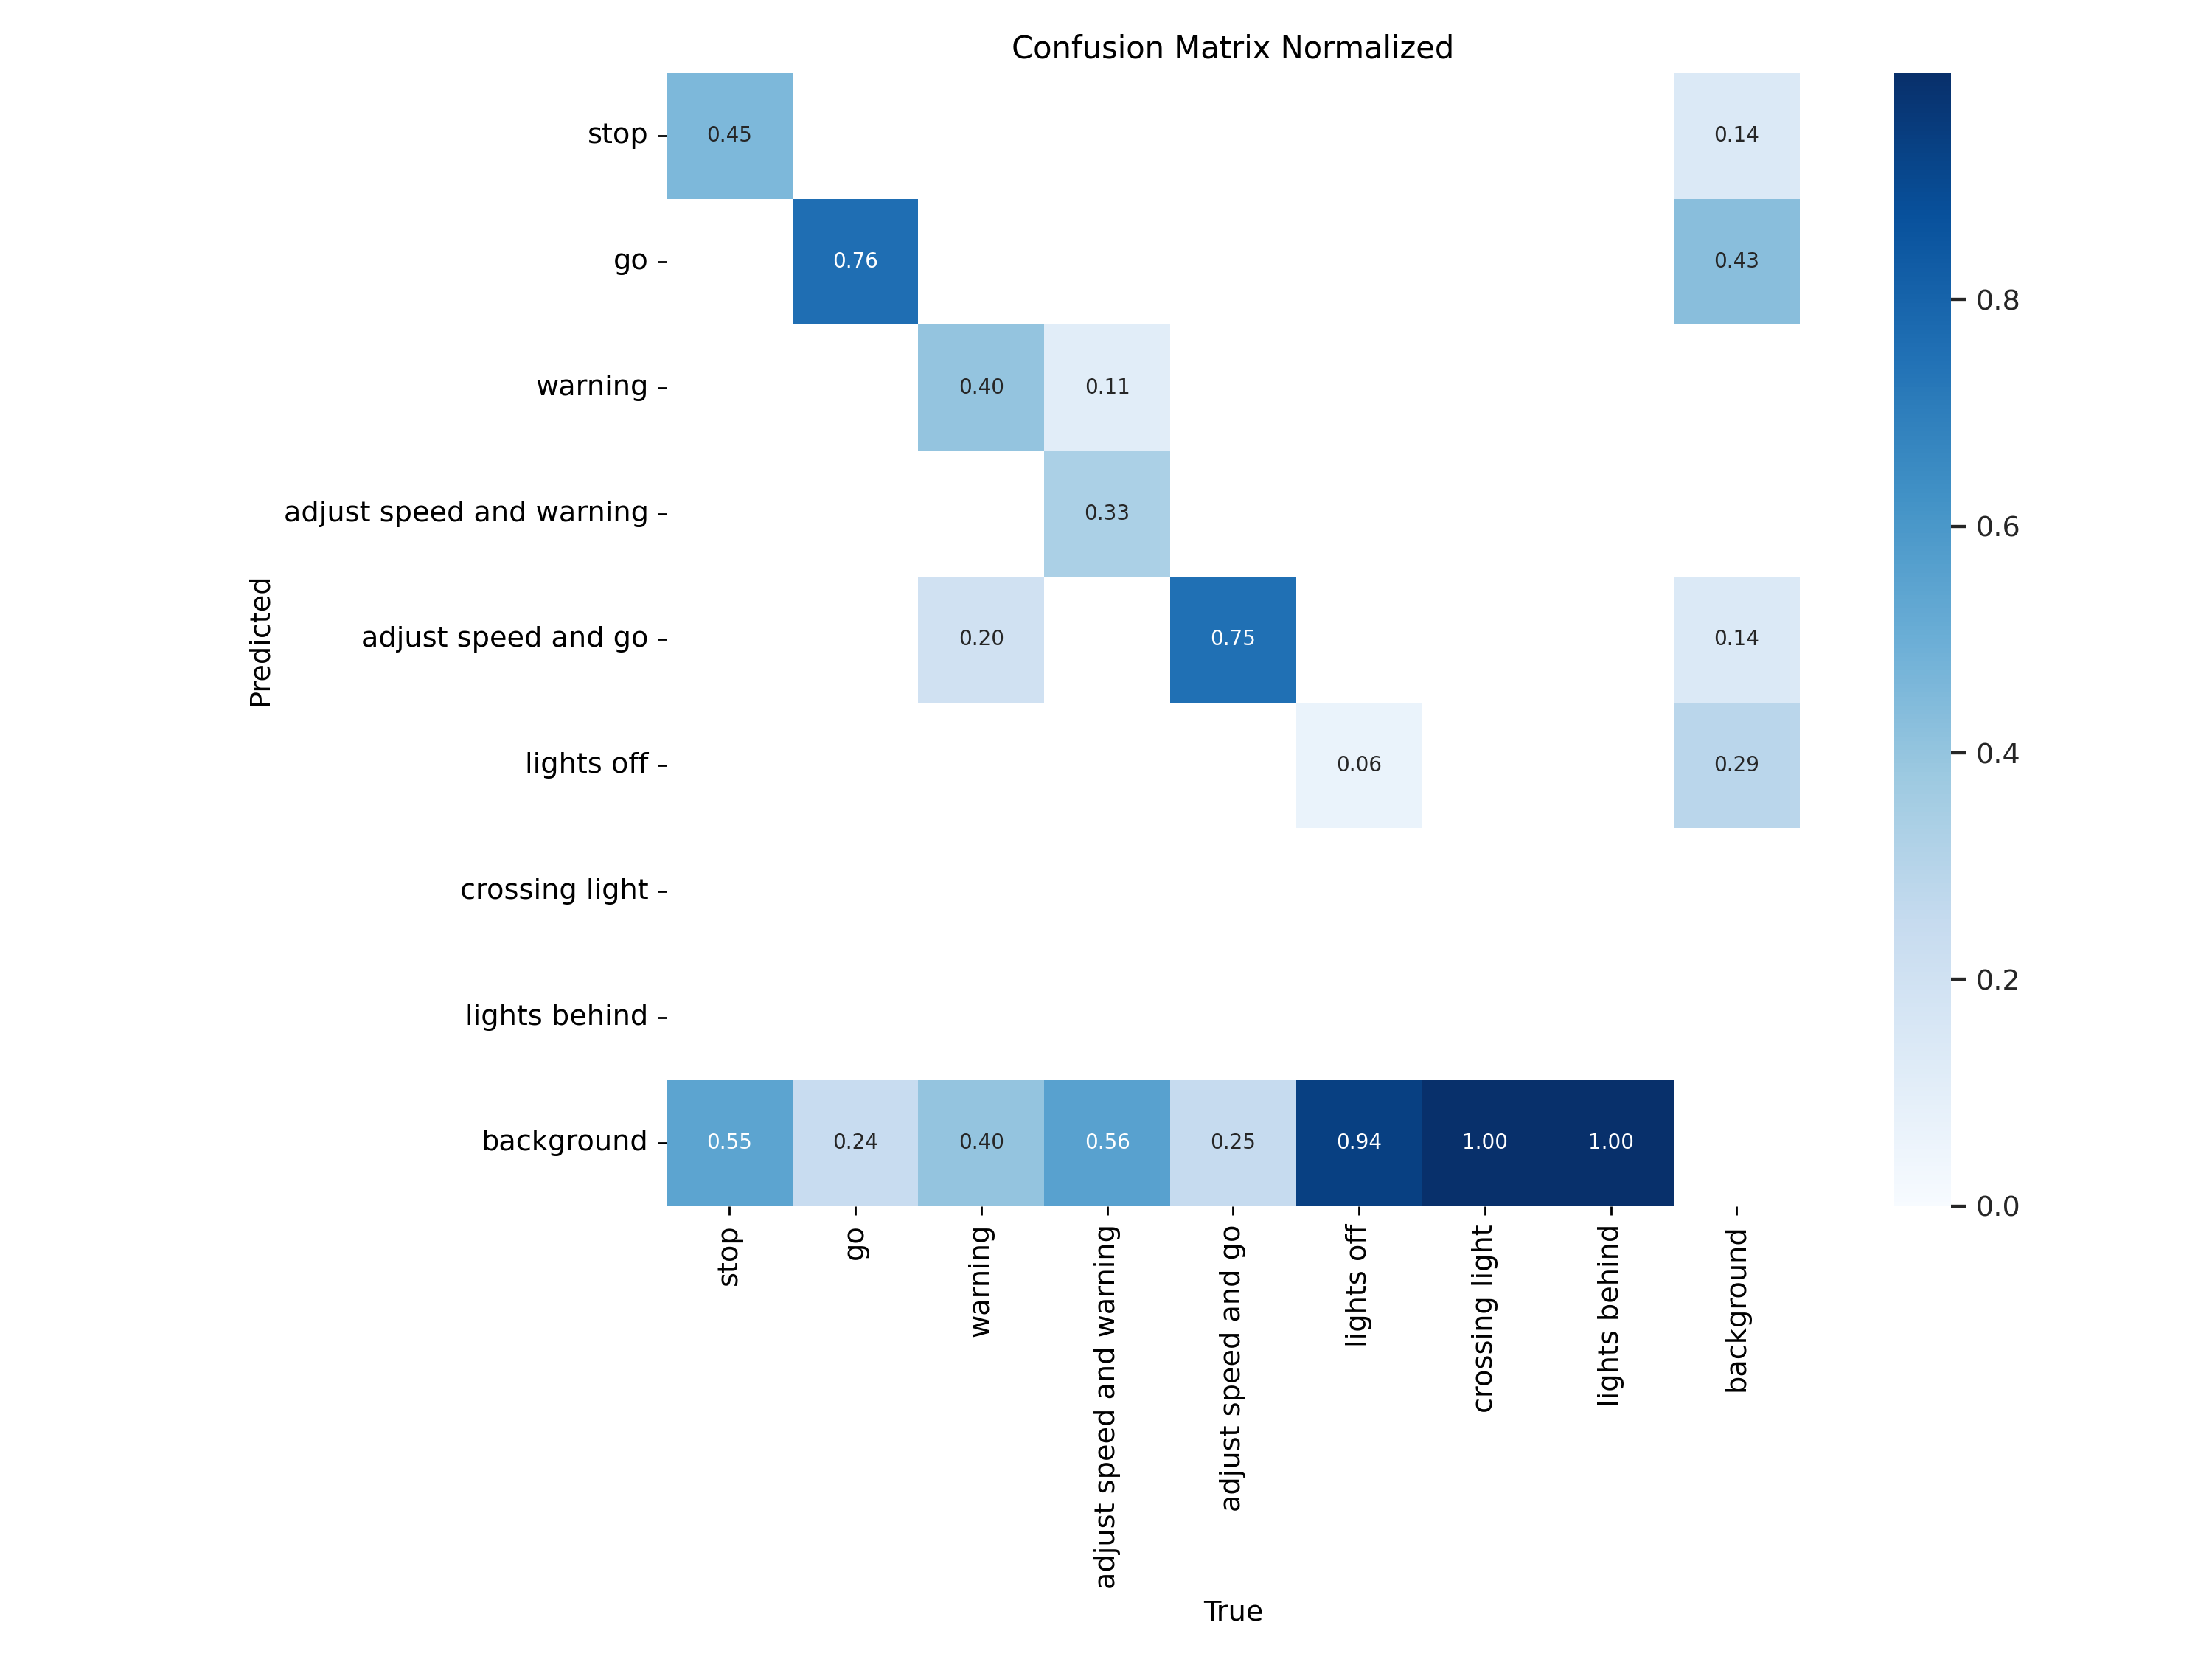 Confusion Matrix Normalized
stop
0.45
0.14
go
0.76
0.43
0.8
warning
0.40
0.11
adjust speed and warning
0.33
0.6
Predicted
adjust speed and go
0.20
0.75
0.14
lights off
0.06
0.29
0.4
crossing light
lights behind
0.2
background
0.55
0.24
0.40
0.56
0.25
0.94
1.00
1.00
0.0
stop
go
warning
adjust speed and warning
adjust speed and go
lights off
crossing light
lights behind
background
True